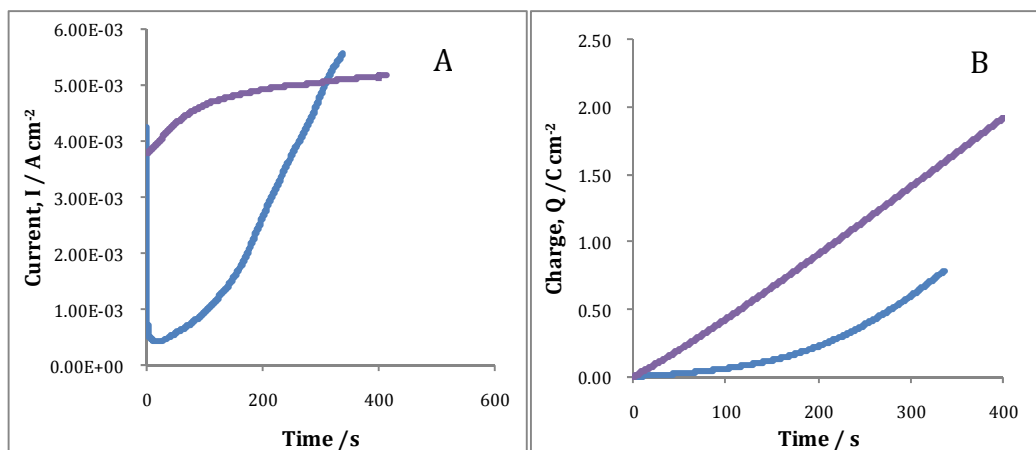 A
Current, I / A cm-2
6.00E-03
5.00E-03
4.00E-03
3.00E-03
2.00E-03
1.00E-03
0.00E+00
0 200 400 600
Time /s
B
Charge, Q /C cm-2
2.50
2.00
1.50
1.00
0.50
0.00
0 100 200 300 400
Time /s